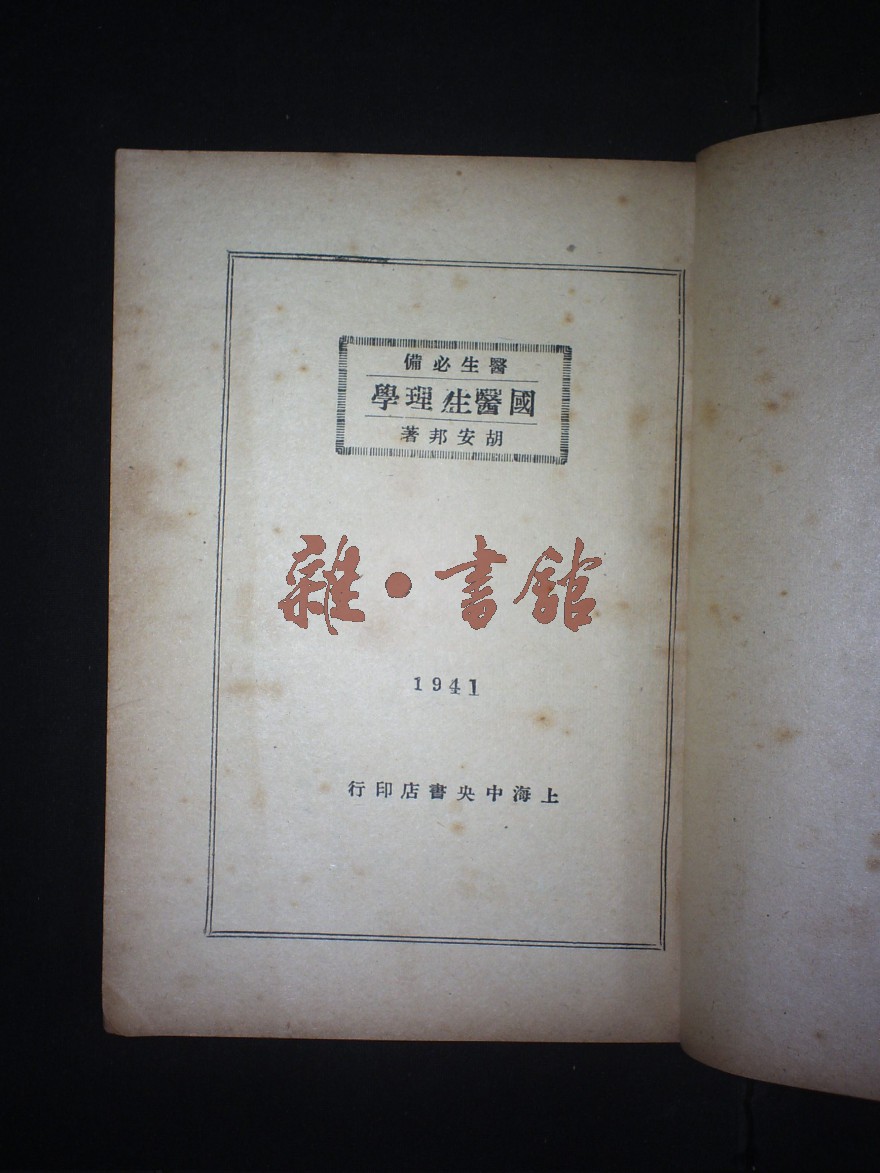 醫生必備
國醫生理學
胡安邦著
雜·書館
1941
上海中央書店印行